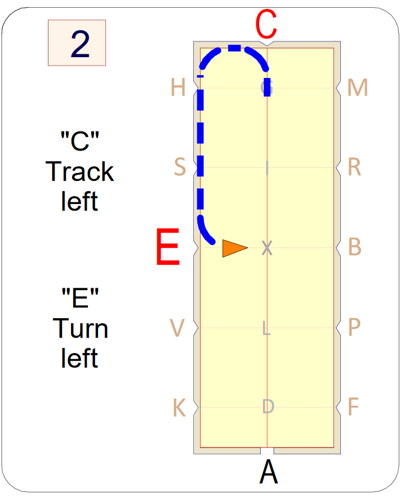 2
C
H G M
"C"
Track
left
S I R
E X B
"E"
Turn
left
V L P
K D F
A